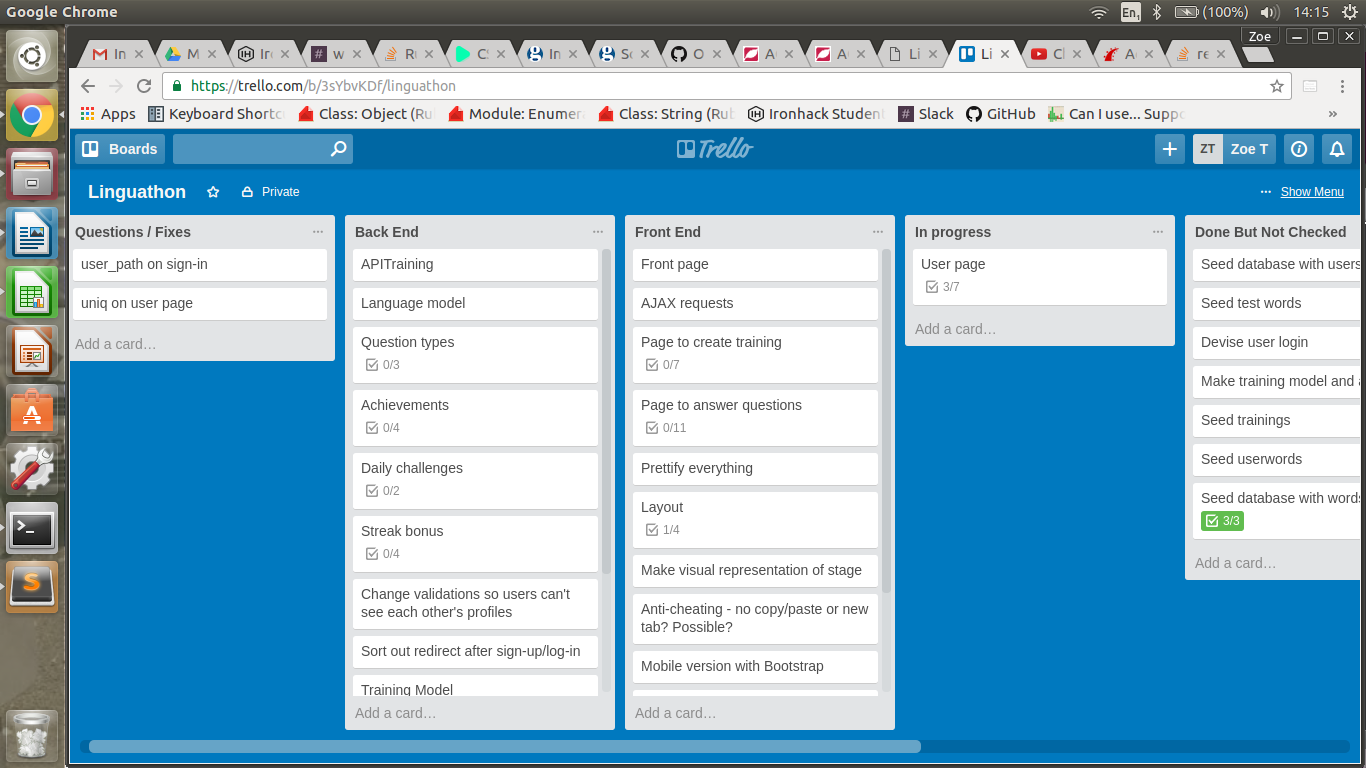 Google Chrome
En1
(100%)
14:15
Zoe
In
M
Iro
w
Ru
C
In
Sc
O
A
A
Li
Li
Cl
A
re
https://trello.com/b/3sYbvKDf/linguathon
Apps
Keyboard Shortc
Class: Object (Ru
Module: Enumera
Class: String (Rub
Ironhack Student
Slack
GitHub
Can I use... Suppo
»
Boards
Trello
ZT
Zoe T
Linguathon
Private
Show Menu
Questions / Fixes
user_path on sign-in
uniq on user page
Add a card…
Back End
APITraining
Language model
Question types
0/3
Achievements
0/4
Daily challenges
0/2
Streak bonus
0/4
Change validations so users can't
see each other's profiles
Sort out redirect after sign-up/log-in
Training Model
Add a card…
Front End
Front page
AJAX requests
Page to create training
0/7
Page to answer questions
0/11
Prettify everything
Layout
1/4
Make visual representation of stage
Anti-cheating - no copy/paste or new
tab? Possible?
Mobile version with Bootstrap
Add a card…
In progress
User page
3/7
Add a card…
Done But Not Checked
Seed database with users
Seed test words
Devise user login
Make training model and a
Seed trainings
Seed userwords
Seed database with words
3/3
Add a card…